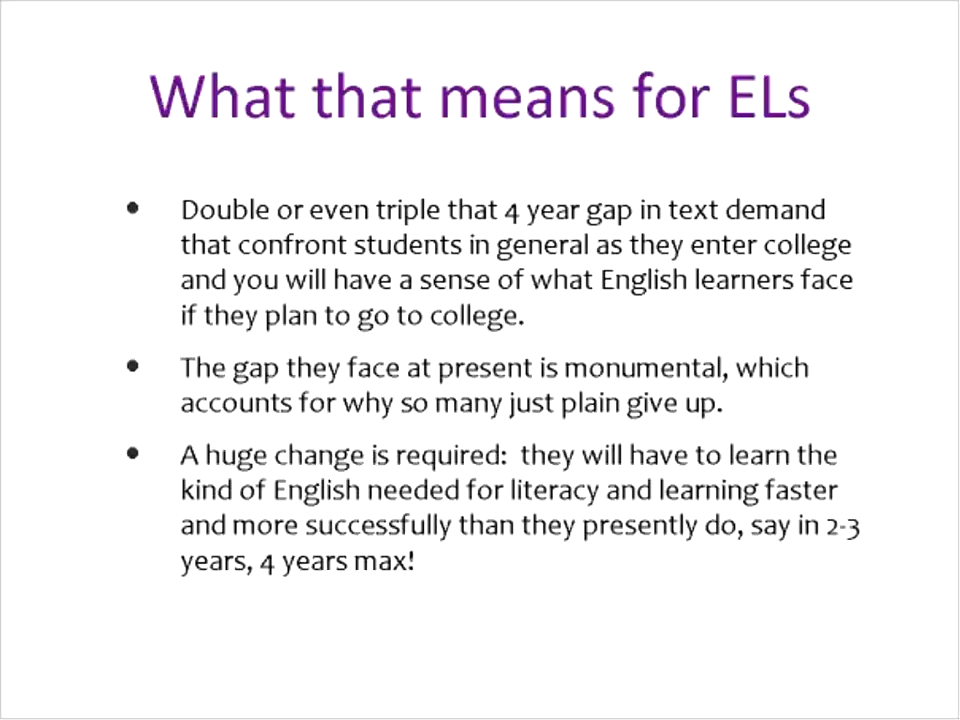 What that means for ELs
• Double or even triple that 4 year gap in text demand
that confront students in general as they enter college
and you will have a sense of what English learners face
if they plan to go to college.
• The gap they face at present is monumental, which
accounts for why so many just plain give up.
• A huge change is required:  they will have to learn the
kind of English needed for literacy and learning faster
and more successfully than they presently do, say in 2-3
years, 4 years max!